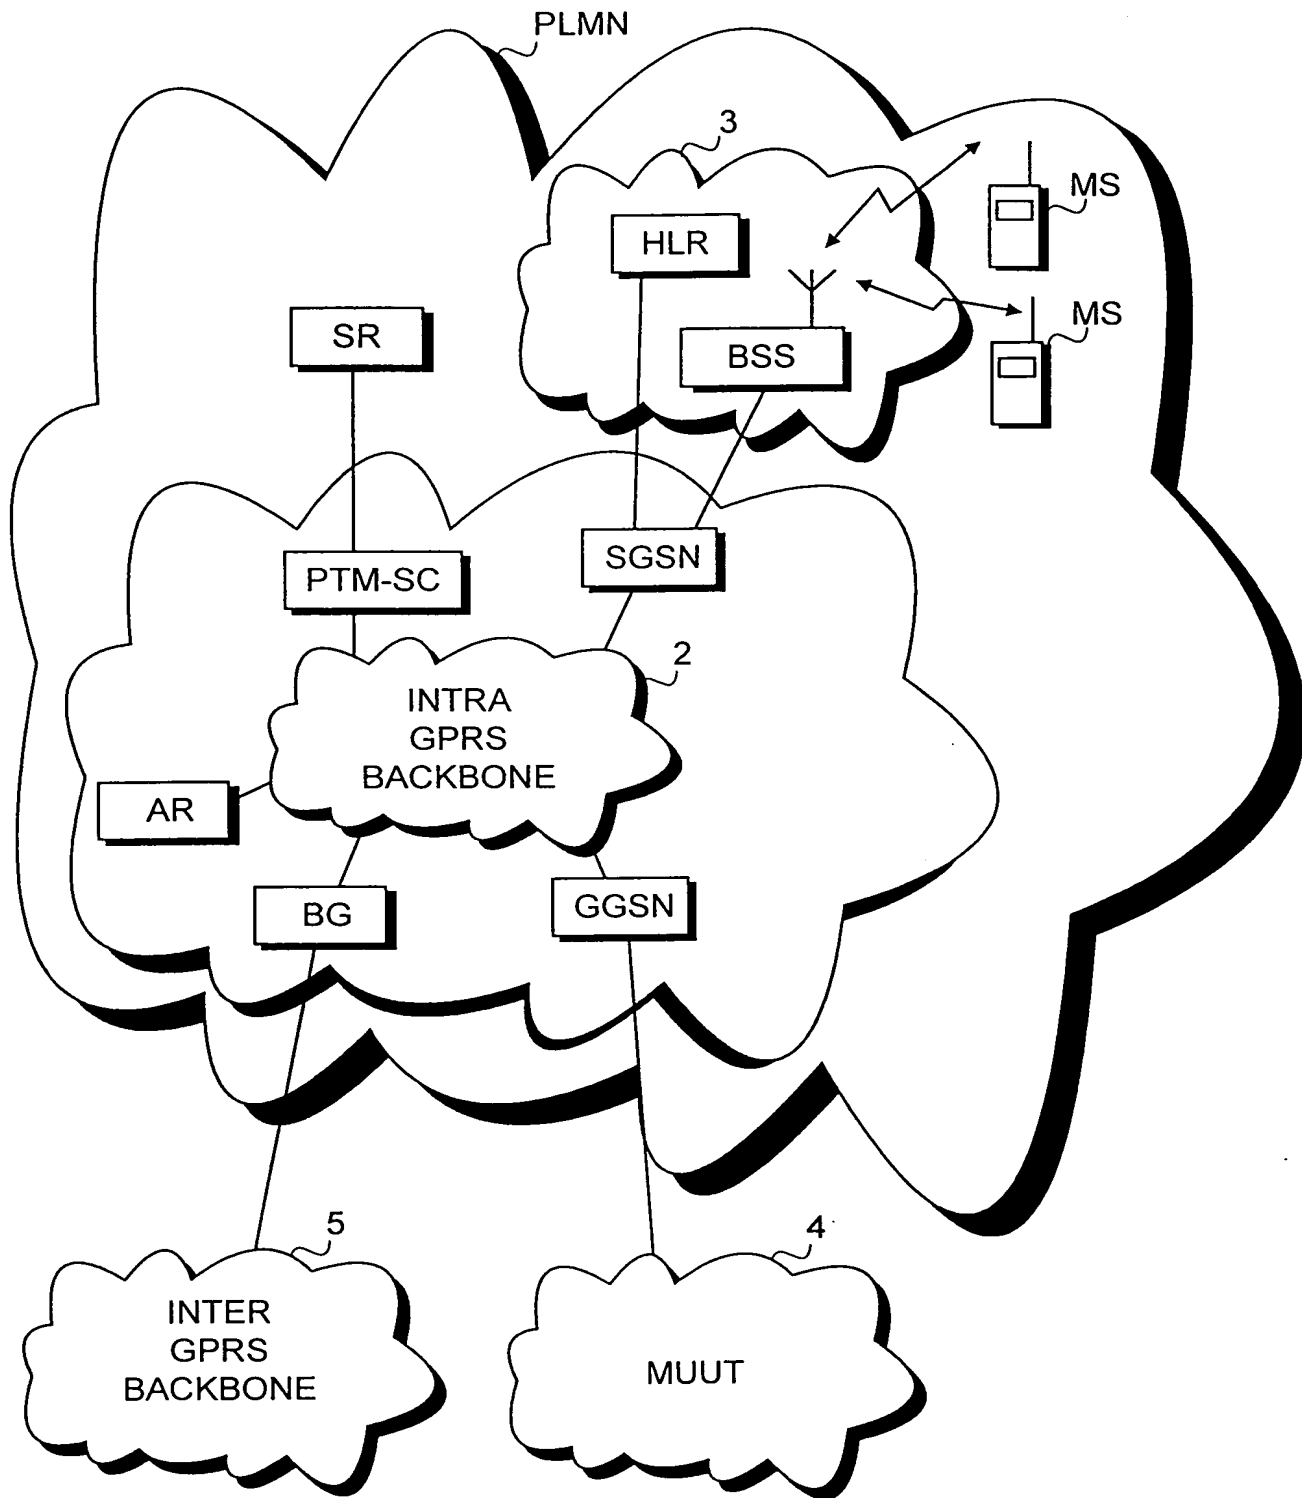 PLMN
3
MS
HLR
MS
SR
BSS
PTM-SC
SGSN
2
INTRA
GPRS
BACKBONE
AR
BG
GGSN
5
4
INTER
GPRS
BACKBONE
MUUT